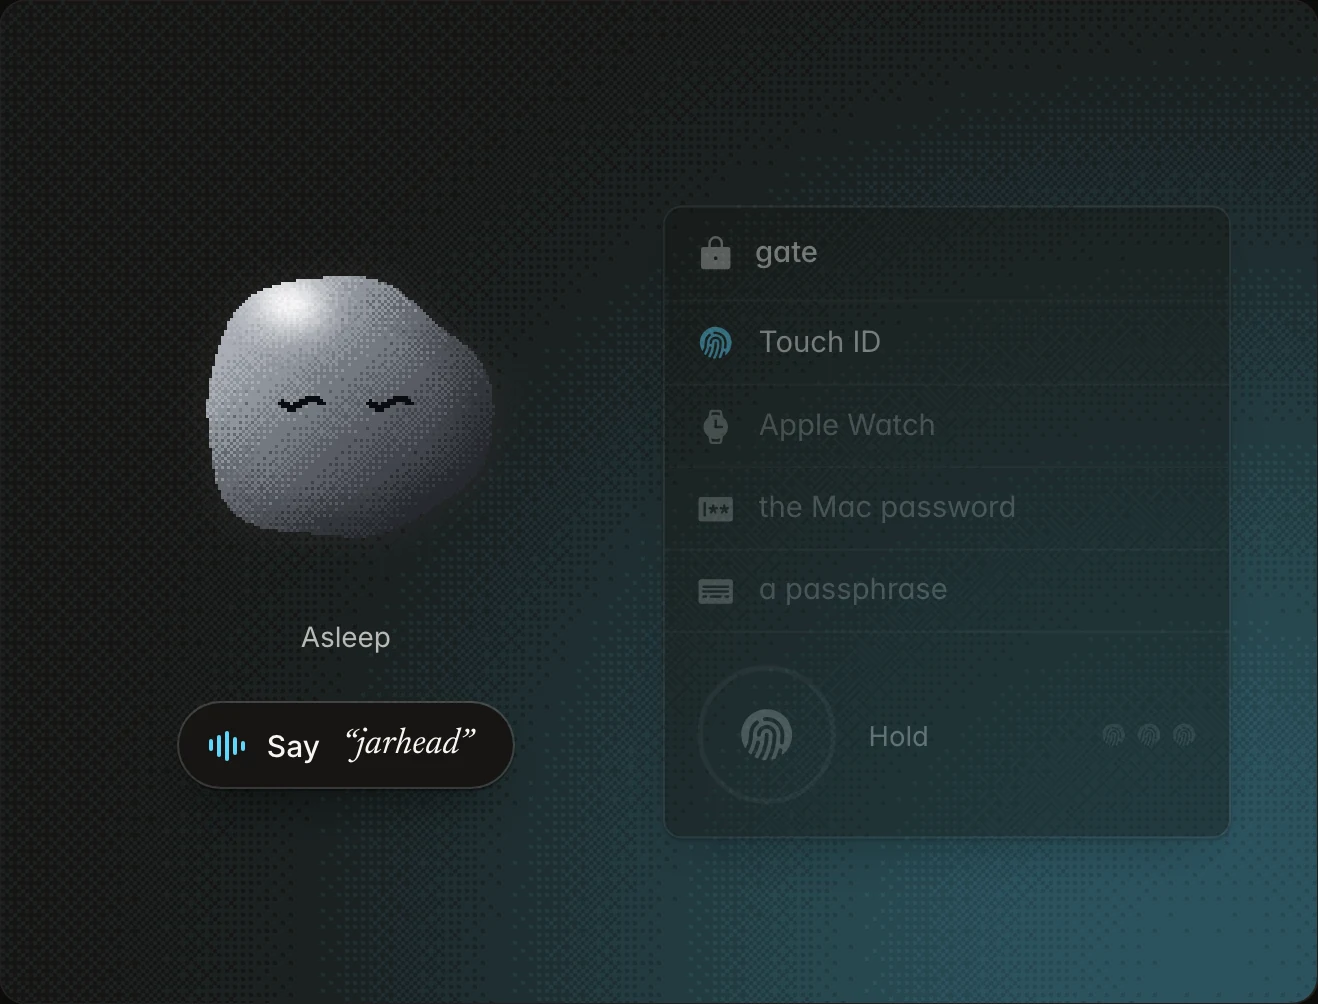 Asleep
Say “jarhead”
gate
Touch ID
Apple Watch
the Mac password
a passphrase
Hold